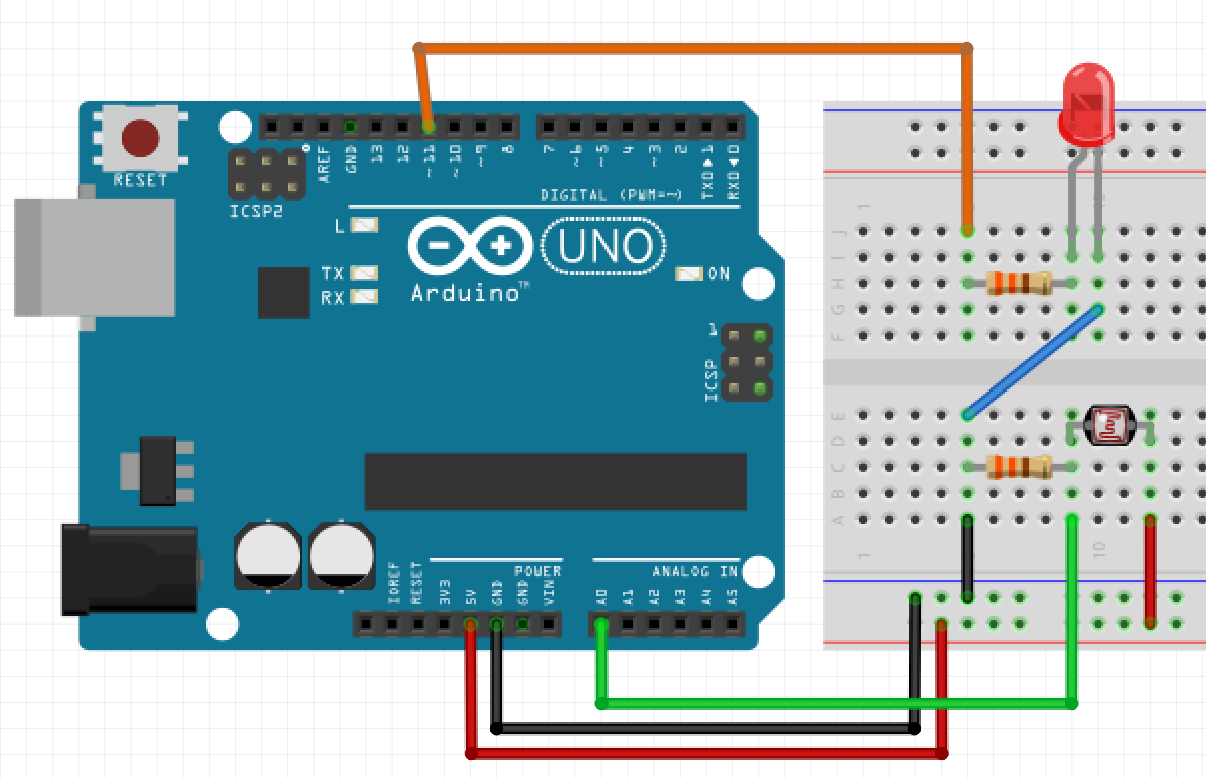 RESET
ICSP2
AREF
GND
13
12
~11
~10
~9
8
7
~6
~5
4
~3
2
TXD▶1
RXD◀0
DIGITAL (PWM=~)
L
TX
RX
UNO
ON
Arduino™
1
ICSP
IOREF
RESET
3V3
5V
GND
GND
VIN
POWER
ANALOG IN
A0
A1
A2
A3
A4
A5
1
J
I
H
G
F
E
D
C
B
A
1
10